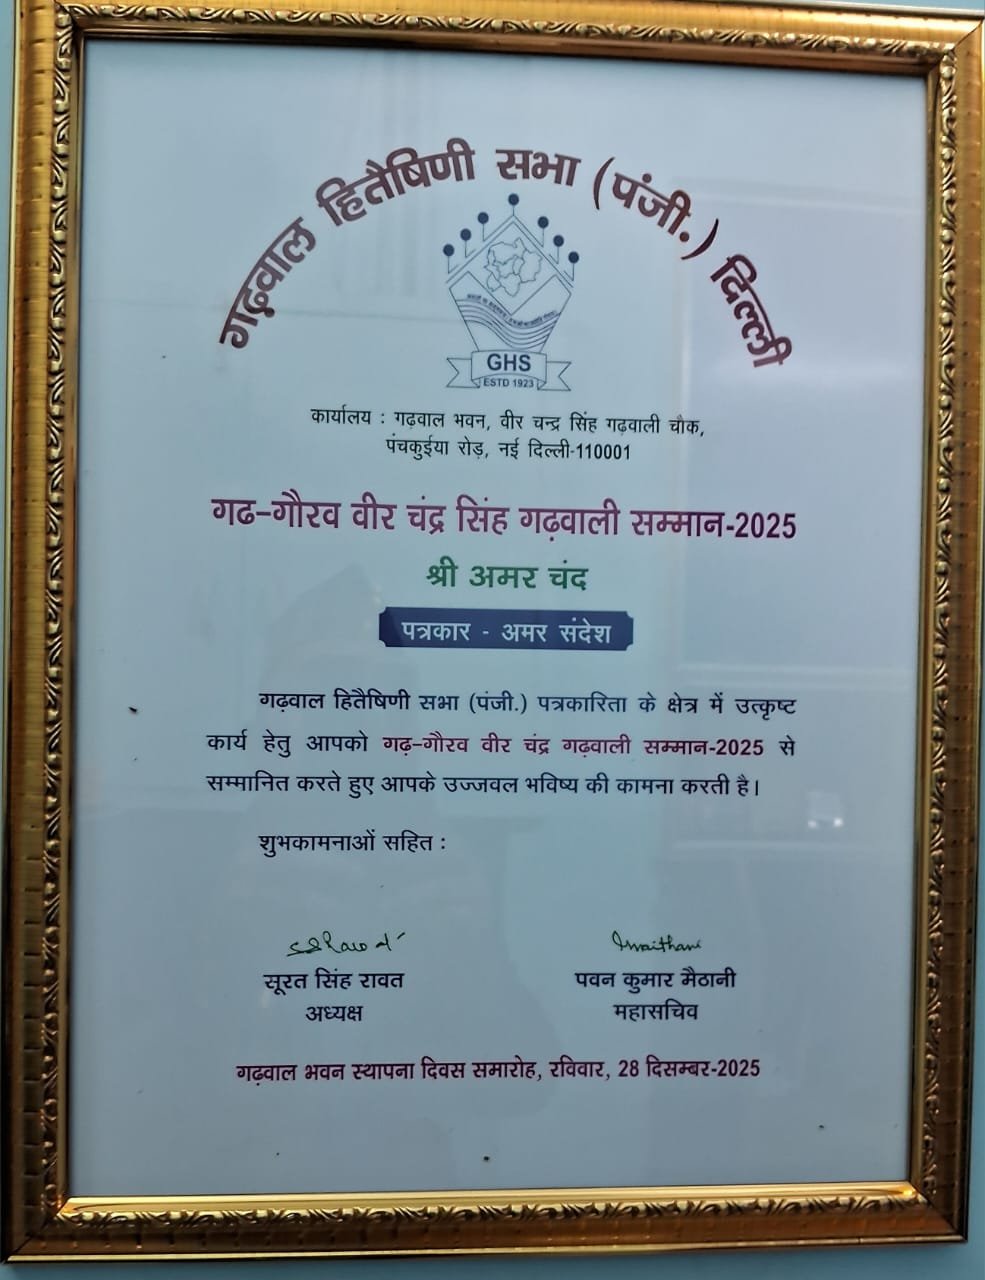 गढ़वाल हितैषिणी सभा (पंजी.) दिल्ली
GHS
ESTD 1923
कार्यालय : गढ़वाल भवन, वीर चन्द्र सिंह गढ़वाली चौक,
पंचकुईया रोड़, नई दिल्ली-110001
गढ-गौरव वीर चंद्र सिंह गढ़वाली सम्मान-2025
श्री अमर चंद
पत्रकार - अमर संदेश
गढ़वाल हितैषिणी सभा (पंजी.) पत्रकारिता के क्षेत्र में उत्कृष्ट
कार्य हेतु आपको गढ़-गौरव वीर चंद्र गढ़वाली सम्मान-2025 से
सम्मानित करते हुए आपके उज्जवल भविष्य की कामना करती है।
शुभकामनाओं सहित :
सूरत सिंह रावत
अध्यक्ष
पवन कुमार मैठानी
महासचिव
गढ़वाल भवन स्थापना दिवस समारोह, रविवार, 28 दिसम्बर-2025